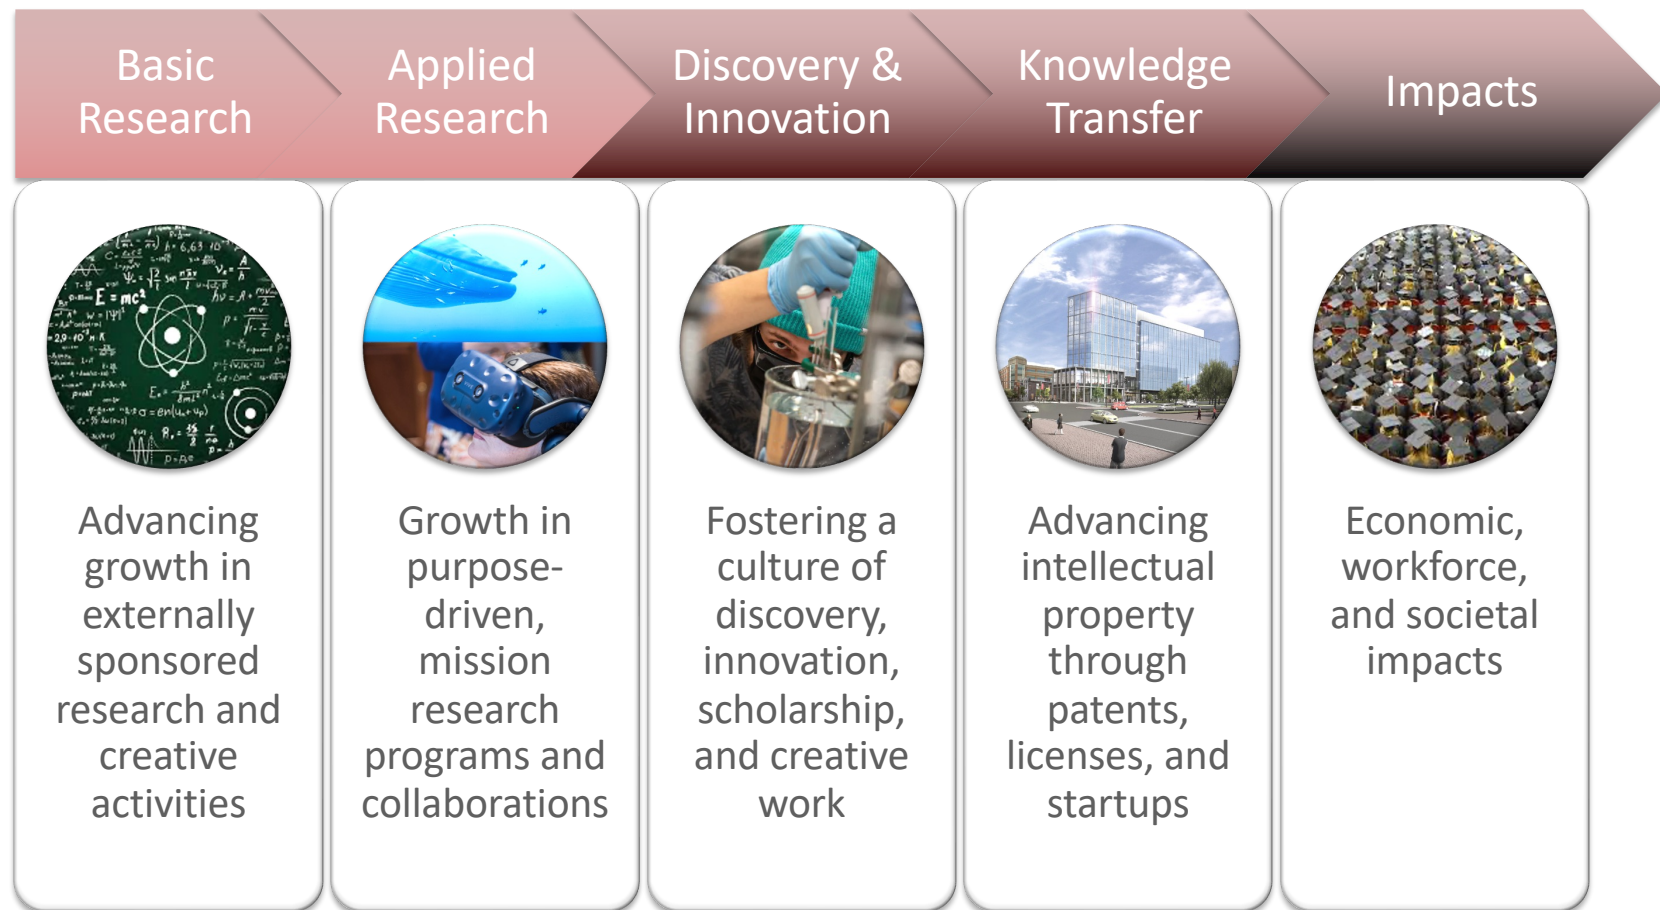 Basic
Research
Applied
Research
Discovery &
Innovation
Knowledge
Transfer
Impacts
E = mc²
Advancing
growth in
externally
sponsored
research and
creative
activities
Growth in
purpose-
driven,
mission
research
programs and
collaborations
Fostering a
culture of
discovery,
innovation,
scholarship,
and creative
work
Advancing
intellectual
property
through
patents,
licenses, and
startups
Economic,
workforce,
and societal
impacts